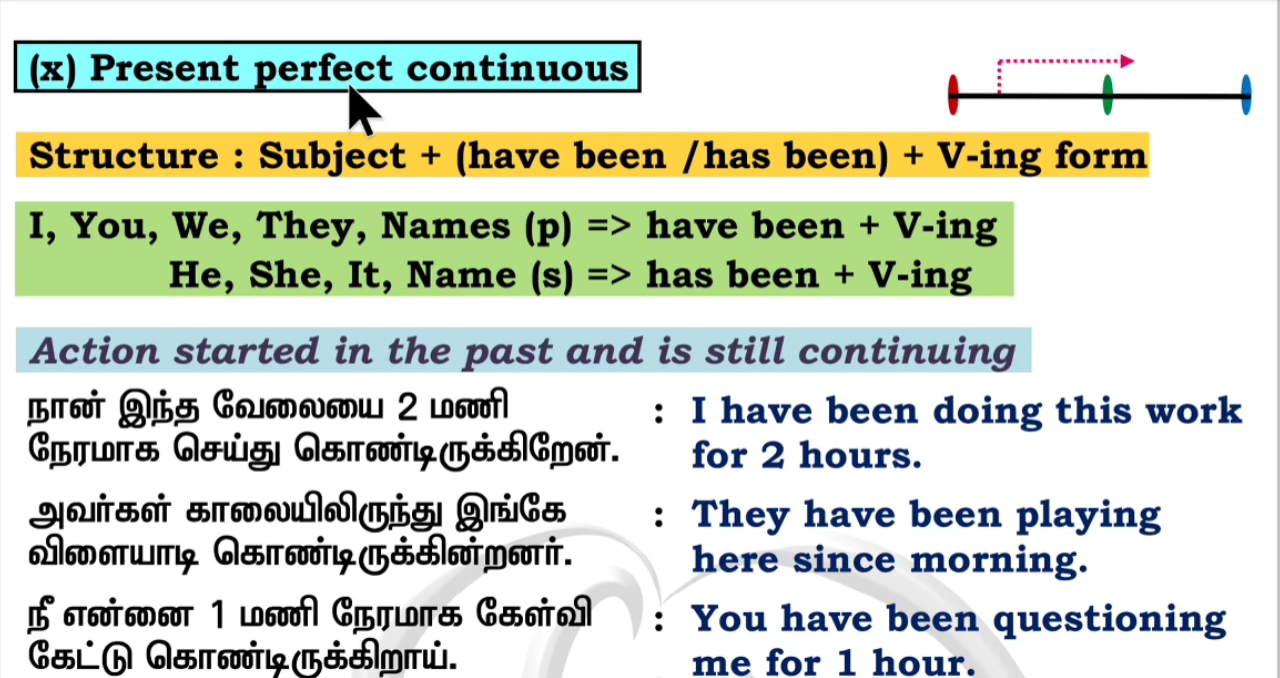 (x) Present perfect continuous
Structure : Subject + (have been /has been) + V-ing form
I, You, We, They, Names (p) => have been + V-ing
He, She, It, Name (s) => has been + V-ing
Action started in the past and is still continuing
நான் இந்த வேலையை 2 மணி
நேரமாக செய்து கொண்டிருக்கிறேன்.
: I have been doing this work
for 2 hours.
அவர்கள் காலையிலிருந்து இங்கே
விளையாடி கொண்டிருக்கின்றனர்.
: They have been playing
here since morning.
நீ என்னை 1 மணி நேரமாக கேள்வி
கேட்டு கொண்டிருக்கிறாய்.
: You have been questioning
me for 1 hour.